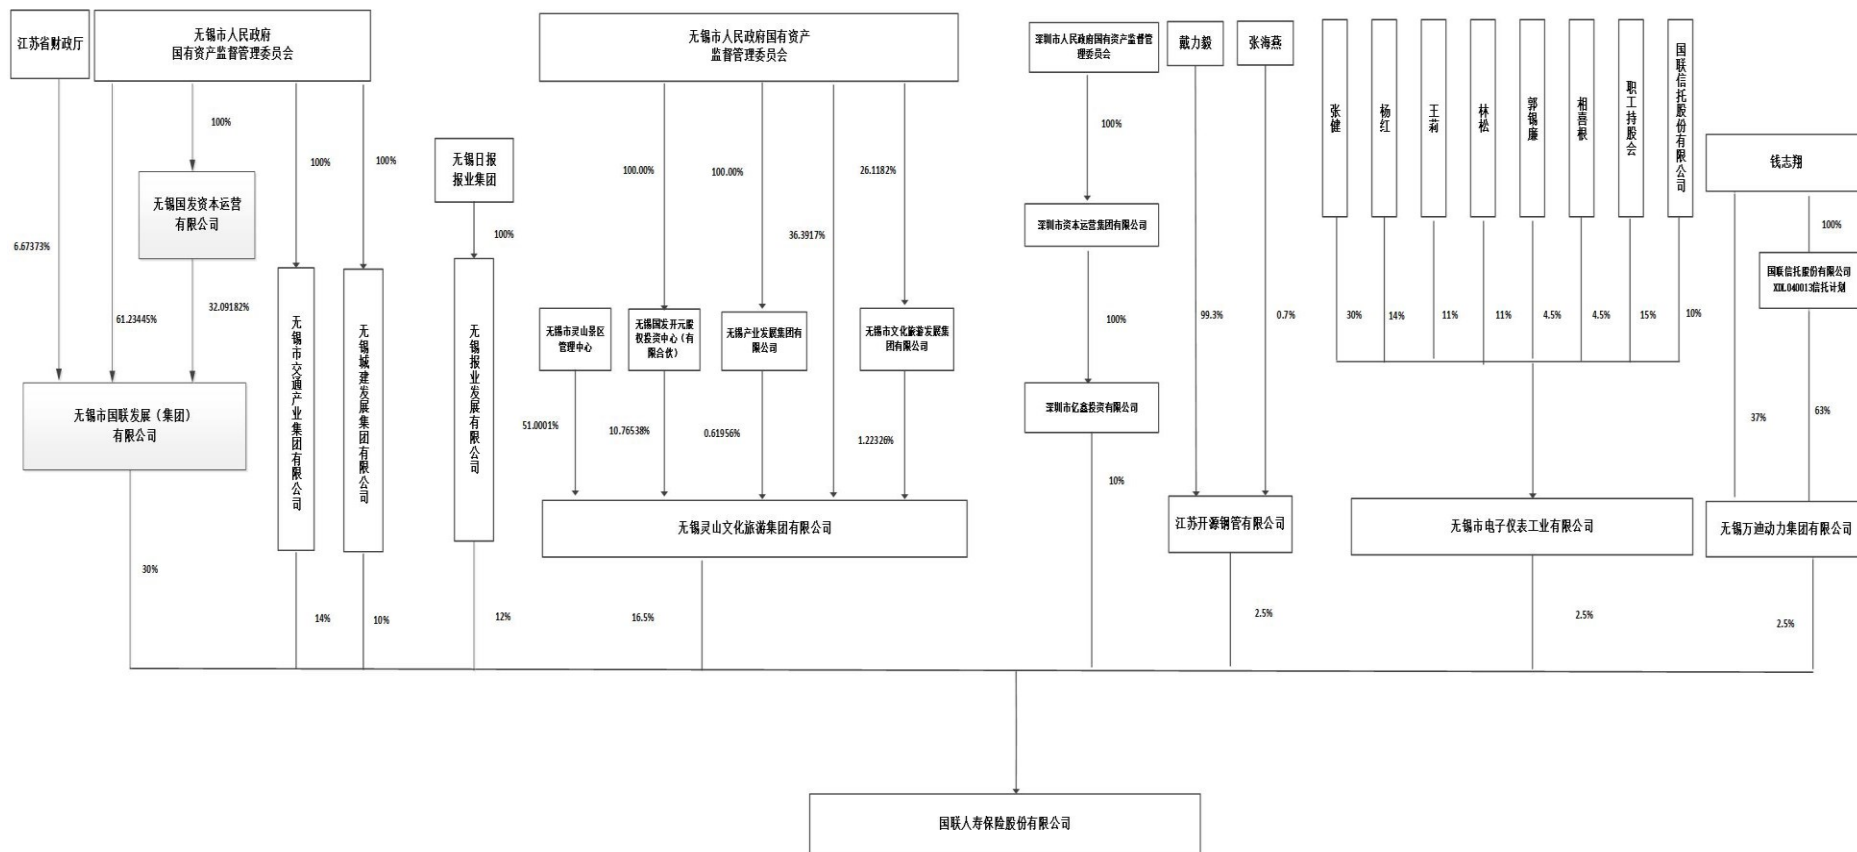 江苏省财政厅
无锡市人民政府
国有资产监督管理委员会
无锡市人民政府国有资产
监督管理委员会
深圳市人民政府国有资产监督管
理委员会
戴力毅
张海燕
张健
杨红
王莉
林松
郭锡廉
相喜根
职工持股会
国联信托股份有限公司
钱志翔
100%
100%
100%
无锡日报
报业集团
100.00%
100.00%
26.1182%
100%
无锡国发资本运营
有限公司
深圳市资本运营集团有限公司
100%
6.67373%
100%
36.3917%
国联信托股份有限公司
XDL040013信托计划
61.23445%
32.09182%
无锡市交通产业集团有限公司
无锡城建发展集团有限公司
无锡报业发展有限公司
无锡市灵山景区
管理中心
无锡国发开元股
权投资中心（有
限合伙）
无锡产业发展集团有
限公司
无锡市文化旅游发展集
团有限公司
100%
99.3%
0.7%
30%
14%
11%
11%
4.5%
4.5%
15%
10%
无锡市国联发展（集团）
有限公司
深圳市亿鑫投资有限公司
51.0001%
10.76538%
0.61956%
1.22326%
37%
63%
10%
无锡灵山文化旅游集团有限公司
江苏开源钢管有限公司
无锡市电子仪表工业有限公司
无锡万迪动力集团有限公司
30%
14%
10%
12%
16.5%
2.5%
2.5%
2.5%
国联人寿保险股份有限公司